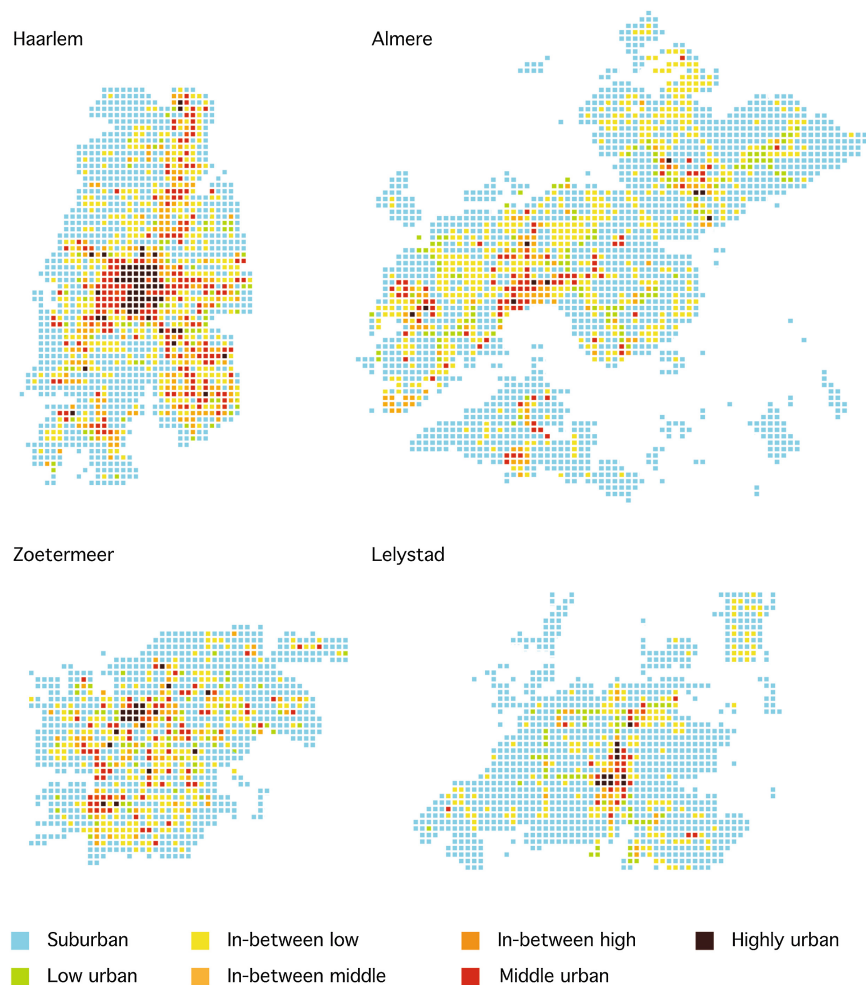 Haarlem
Almere
Zoetermeer
Lelystad
Suburban
In-between low
In-between high
Highly urban
Low urban
In-between middle
Middle urban